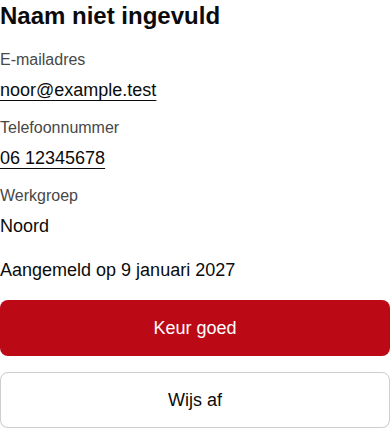 Naam niet ingevuld
E-mailadres
noor@example.test
Telefoonnummer
06 12345678
Werkgroep
Noord
Aangemeld op 9 januari 2027
Keur goed
Wijs af